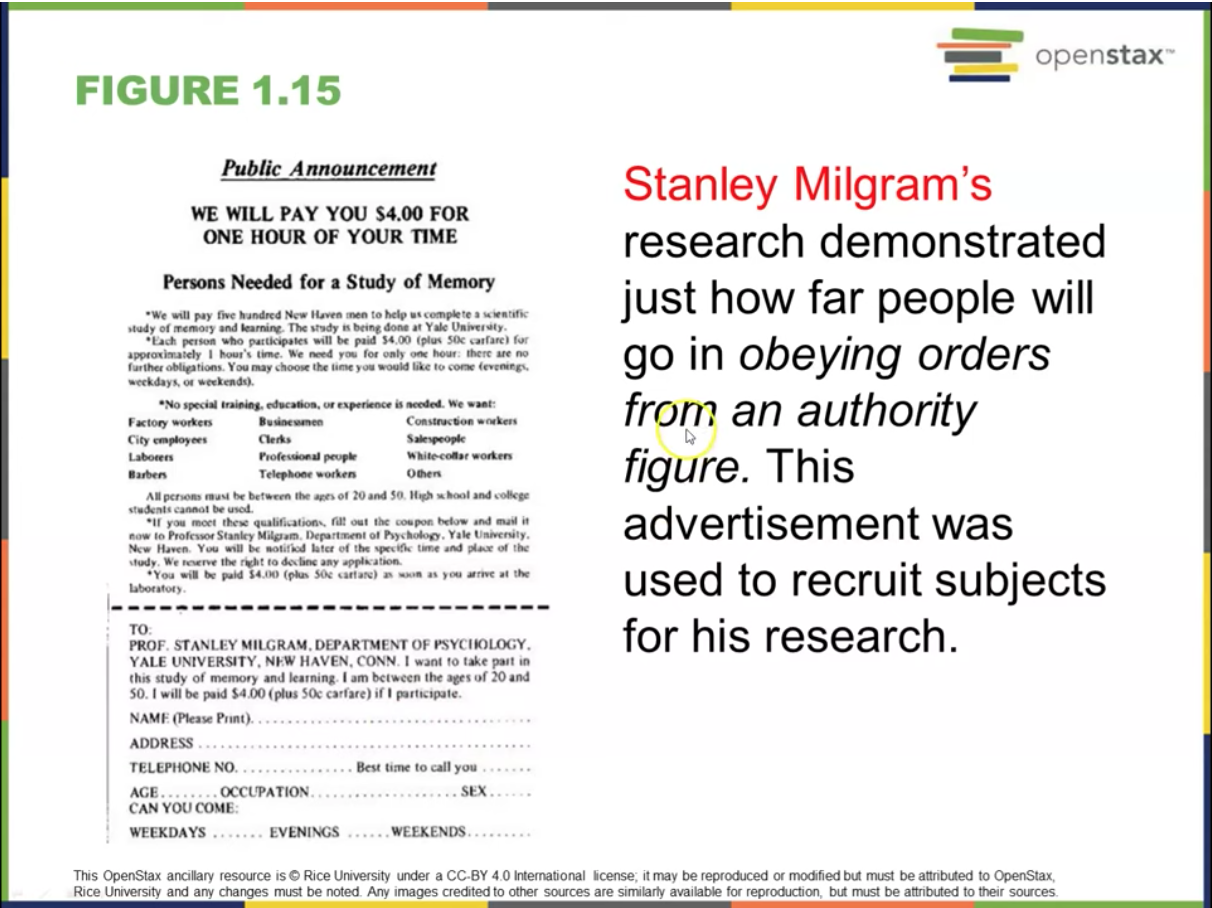 openstax™
FIGURE 1.15
Public Announcement
WE WILL PAY YOU $4.00 FOR
ONE HOUR OF YOUR TIME
Persons Needed for a Study of Memory
*We will pay five hundred New Haven men to help us complete a scientific
study of memory and learning. The study is being done at Yale University.
*Each person who participates will be paid $4.00 (plus 50c carfare) for
approximately 1 hour's time. We need you for only one hour: there are no
further obligations. You may choose the time you would like to come (evenings,
weekdays, or weekends).
*No special training, education, or experience is needed. We want:
Factory workers Businessmen Construction workers
City employees Clerks Salespeople
Laborers Professional people White-collar workers
Barbers Telephone workers Others
All persons must be between the ages of 20 and 50. High school and college
students cannot be used.
*If you meet these qualifications, fill out the coupon below and mail it
now to Professor Stanley Milgram, Department of Psychology, Yale University,
New Haven. You will be notified later of the specific time and place of the
study. We reserve the right to decline any application.
*You will be paid $4.00 (plus 50c carfare) as soon as you arrive at the
laboratory.
TO:
PROF. STANLEY MILGRAM, DEPARTMENT OF PSYCHOLOGY,
YALE UNIVERSITY, NEW HAVEN, CONN. I want to take part in
this study of memory and learning. I am between the ages of 20 and
50. I will be paid $4.00 (plus 50c carfare) if I participate.
NAME (Please Print). . . . . . . . . . . . . . . . . . . . . . . .
ADDRESS . . . . . . . . . . . . . . . . . . . . . . . . . . . . . .
TELEPHONE NO. . . . . . . . . . . . . . Best time to call you . . . . . . .
AGE . . . . . . . . OCCUPATION . . . . . . . . . . . . . . . . SEX . . . . . .
CAN YOU COME:
WEEKDAYS . . . . . . . EVENINGS . . . . . . WEEKENDS . . . . . . . . .
Stanley Milgram’s
research demonstrated
just how far people will
go in obeying orders
from an authority
figure. This
advertisement was
used to recruit subjects
for his research.
This OpenStax ancillary resource is © Rice University under a CC-BY 4.0 International license; it may be reproduced or modified but must be attributed to OpenStax,
Rice University and any changes must be noted. Any images credited to other sources are similarly available for reproduction, but must be attributed to their sources.